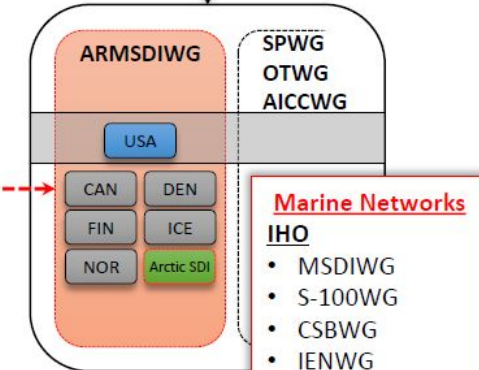 ARMSDIWG
SPWG
OTWG
AICCWG
USA
CAN DEN
FIN ICE
NOR Arctic SDI
Marine Networks
IHO
• MSDIWG
• S-100WG
• CSBWG
• IENWG